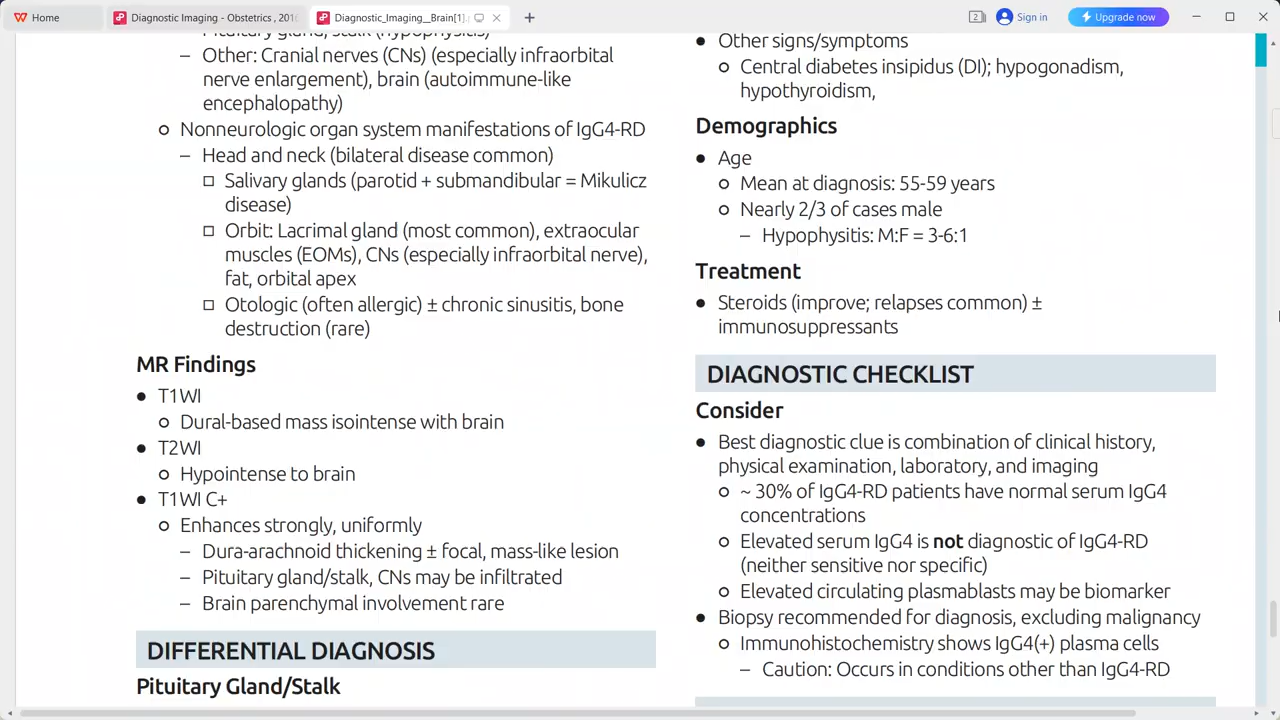 Home
Diagnostic Imaging - Obstetrics , 201
Diagnostic_Imaging__Brain[1].
2
Sign in
Upgrade now
Pituitary gland, stalk (hypophysitis)
– Other: Cranial nerves (CNs) (especially infraorbital
nerve enlargement), brain (autoimmune-like
encephalopathy)
Nonneurologic organ system manifestations of IgG4-RD
– Head and neck (bilateral disease common)
Salivary glands (parotid + submandibular = Mikulicz
disease)
Orbit: Lacrimal gland (most common), extraocular
muscles (EOMs), CNs (especially infraorbital nerve),
fat, orbital apex
Otologic (often allergic) ± chronic sinusitis, bone
destruction (rare)
MR Findings
• T1WI
Dural-based mass isointense with brain
• T2WI
Hypointense to brain
• T1WI C+
Enhances strongly, uniformly
– Dura-arachnoid thickening ± focal, mass-like lesion
– Pituitary gland/stalk, CNs may be infiltrated
– Brain parenchymal involvement rare
DIFFERENTIAL DIAGNOSIS
Pituitary Gland/Stalk
• Other signs/symptoms
Central diabetes insipidus (DI); hypogonadism,
hypothyroidism,
Demographics
• Age
Mean at diagnosis: 55-59 years
Nearly 2/3 of cases male
– Hypophysitis: M:F = 3-6:1
Treatment
• Steroids (improve; relapses common) ±
immunosuppressants
DIAGNOSTIC CHECKLIST
Consider
• Best diagnostic clue is combination of clinical history,
physical examination, laboratory, and imaging
~ 30% of IgG4-RD patients have normal serum IgG4
concentrations
Elevated serum IgG4 is not diagnostic of IgG4-RD
(neither sensitive nor specific)
Elevated circulating plasmablasts may be biomarker
• Biopsy recommended for diagnosis, excluding malignancy
Immunohistochemistry shows IgG4(+) plasma cells
– Caution: Occurs in conditions other than IgG4-RD